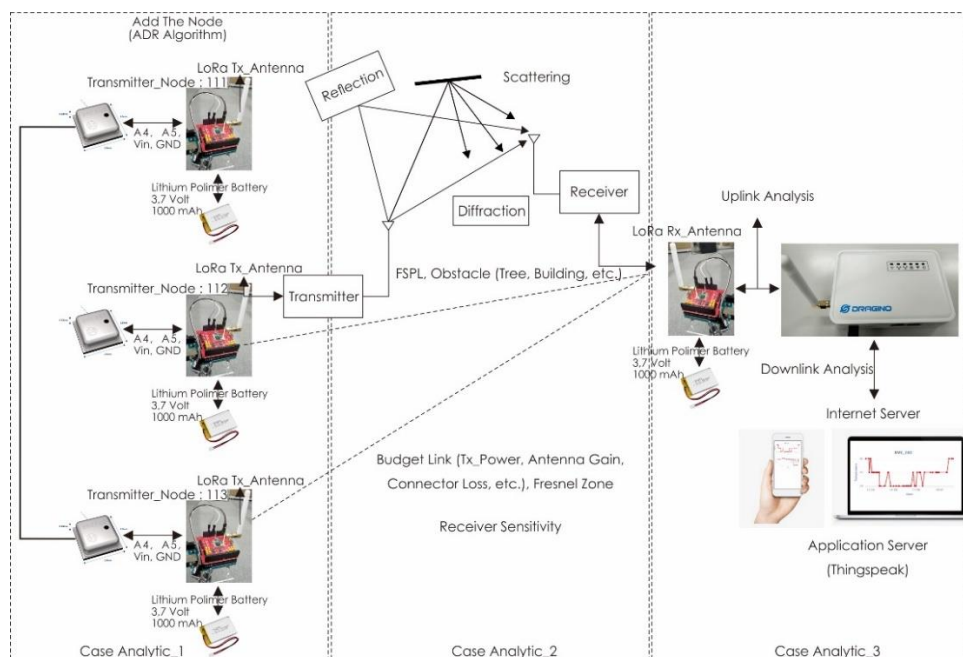 Add The Node
(ADR Algorithm)
LoRa Tx_Antenna
Transmitter_Node : 111
A4, A5,
Vin, GND
Lithium Polimer Battery
3.7 Volt
1000 mAh
LoRa Tx_Antenna
Transmitter_Node : 112
A4, A5,
Vin, GND
Lithium Polimer Battery
3.7 Volt
1000 mAh
LoRa Tx_Antenna
Transmitter_Node : 113
A4, A5,
Vin, GND
Lithium Polimer Battery
3.7 Volt
1000 mAh
Case Analytic_1
Reflection
Scattering
Receiver
Diffraction
Transmitter
FSPL, Obstacle (Tree, Building, etc.)
Budget Link (Tx_Power, Antenna Gain,
Connector Loss, etc.), Fresnel Zone
Receiver Sensitivity
Case Analytic_2
Uplink Analysis
LoRa Rx_Antenna
DRAGINO
Lithium Polimer Battery
3.7 Volt
1000 mAh
Downlink Analysis
Internet Server
Application Server
(Thingspeak)
Case Analytic_3